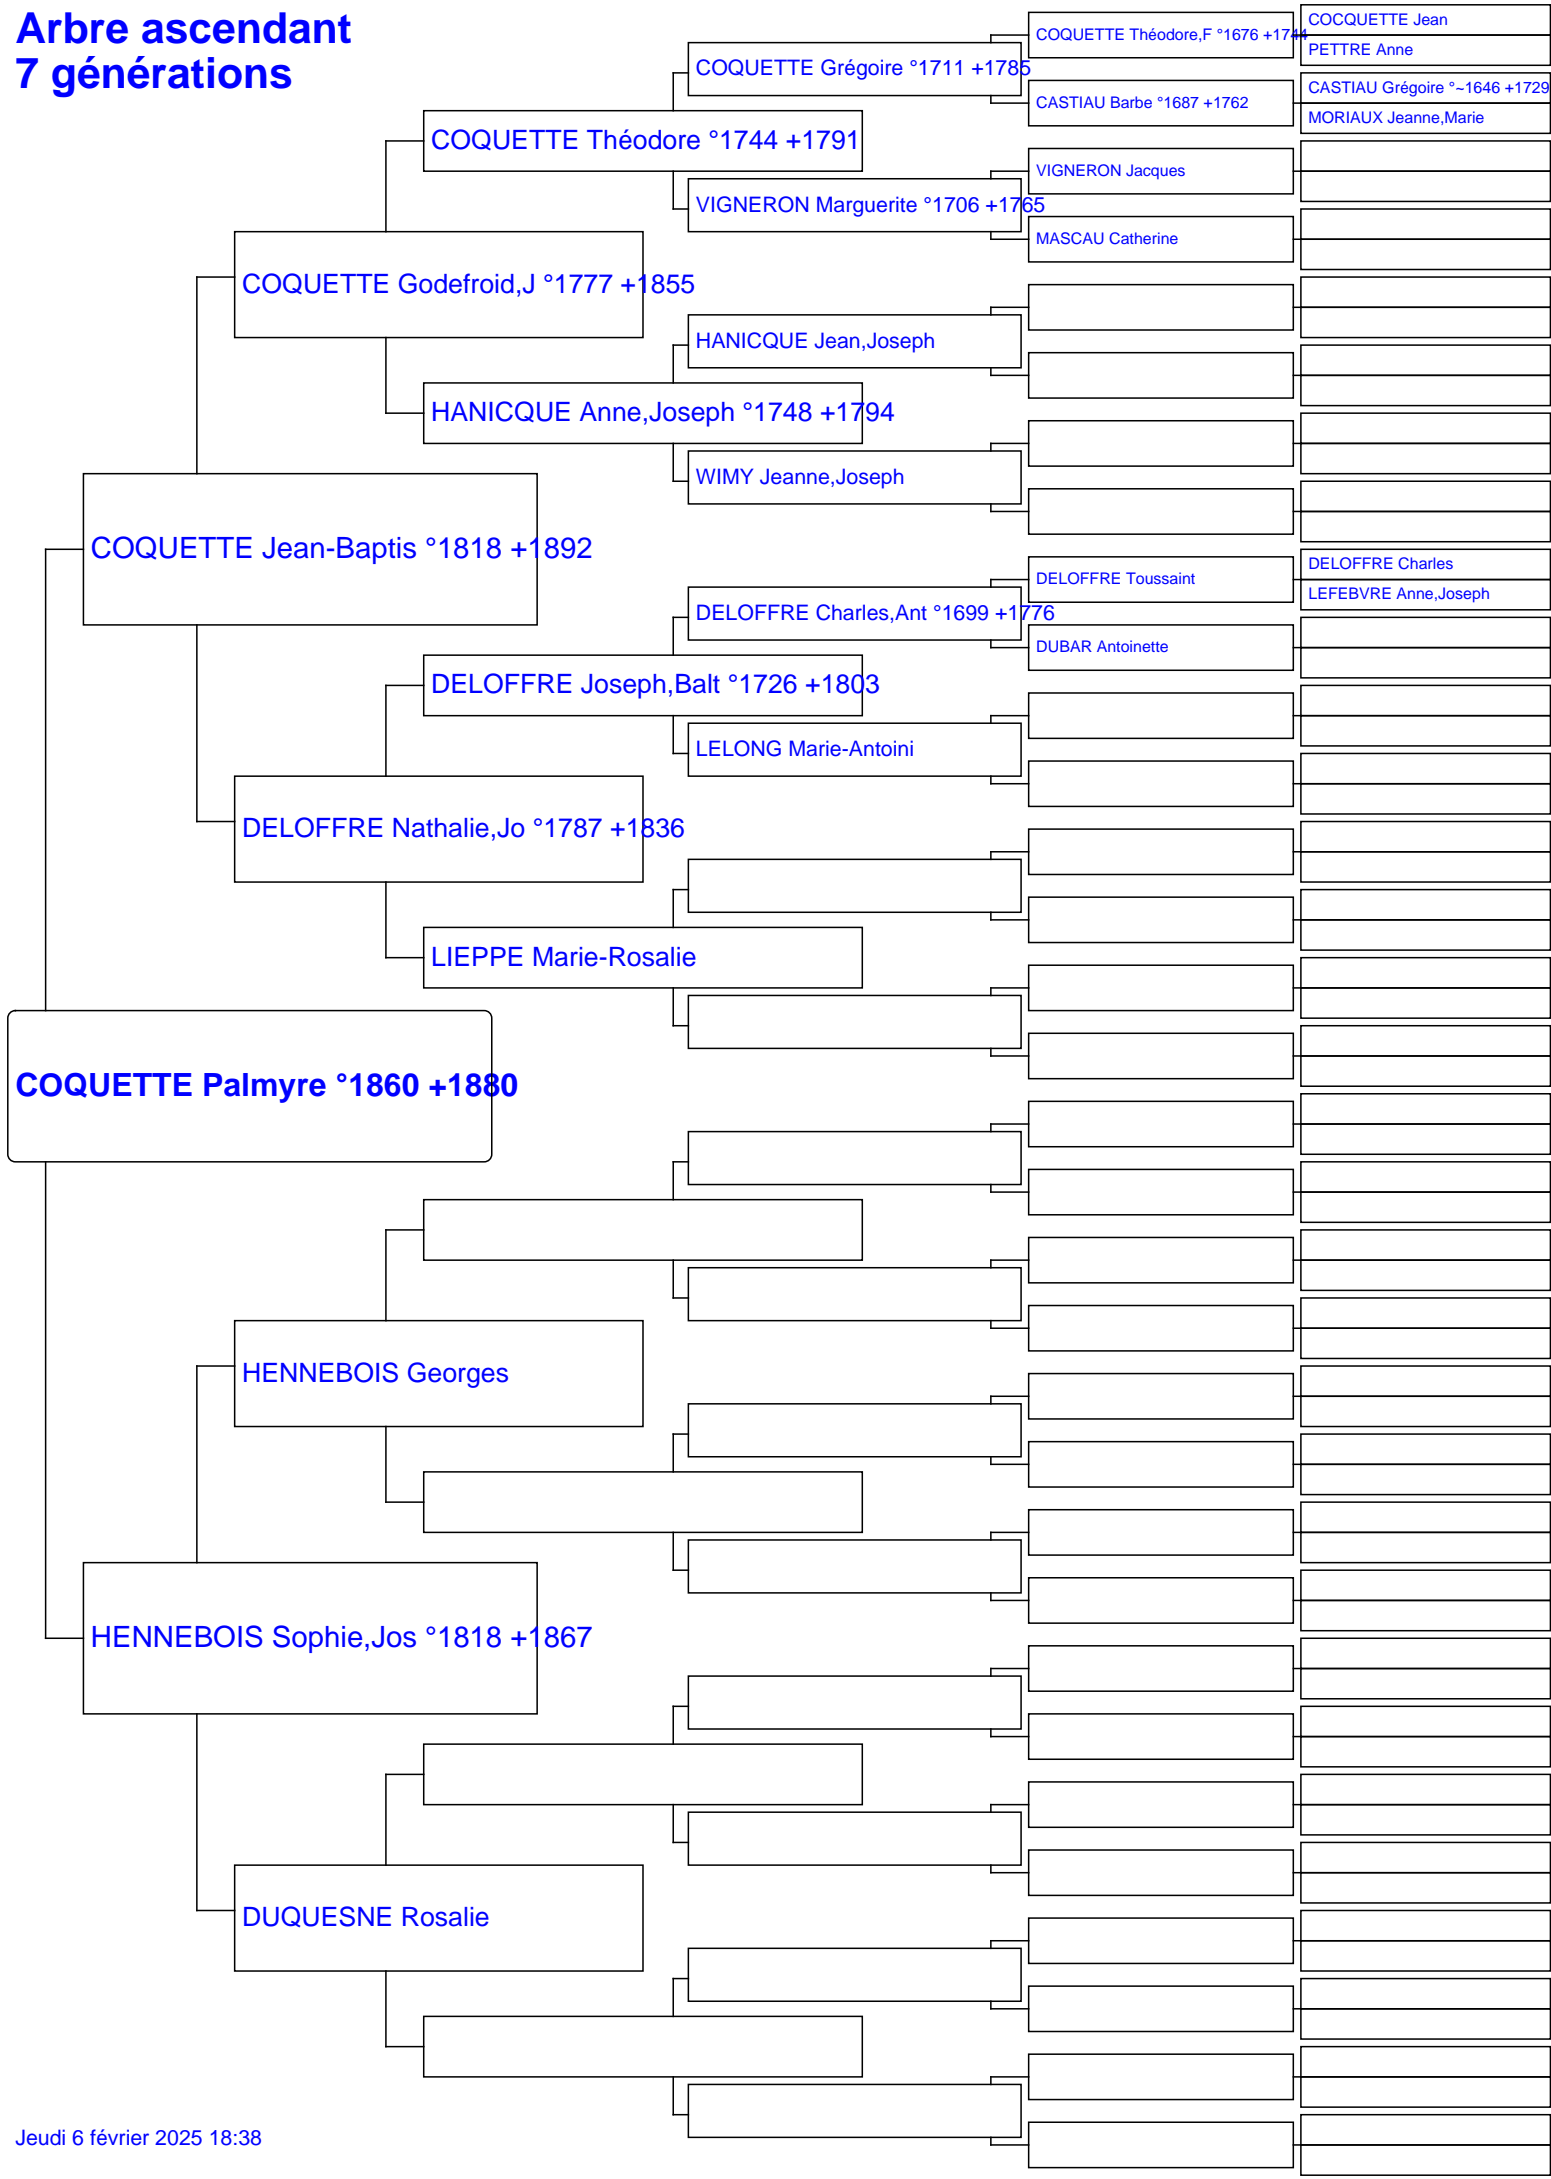 Arbre ascendant
7 générations
COCQUETTE Jean
COQUETTE Théodore,F °1676 +1744
PETTRE Anne
COQUETTE Grégoire °1711 +1785
CASTIAU Grégoire °~1646 +1729
CASTIAU Barbe °1687 +1762
MORIAUX Jeanne,Marie
COQUETTE Théodore °1744 +1791
VIGNERON Jacques
VIGNERON Marguerite °1706 +1765
MASCAU Catherine
COQUETTE Godefroid,J °1777 +1855
HANICQUE Jean,Joseph
HANICQUE Anne,Joseph °1748 +1794
WIMY Jeanne,Joseph
COQUETTE Jean-Baptis °1818 +1892
DELOFFRE Charles
DELOFFRE Toussaint
LEFEBVRE Anne,Joseph
DELOFFRE Charles,Ant °1699 +1776
DUBAR Antoinette
DELOFFRE Joseph,Balt °1726 +1803
LELONG Marie-Antoini
DELOFFRE Nathalie,Jo °1787 +1836
LIEPPE Marie-Rosalie
COQUETTE Palmyre °1860 +1880
HENNEBOIS Georges
HENNEBOIS Sophie,Jos °1818 +1867
DUQUESNE Rosalie
Jeudi 6 février 2025 18:38